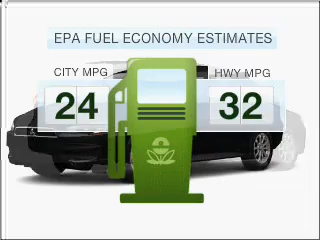 EPA FUEL ECONOMY ESTIMATES
CITY MPG
HWY MPG
24
32